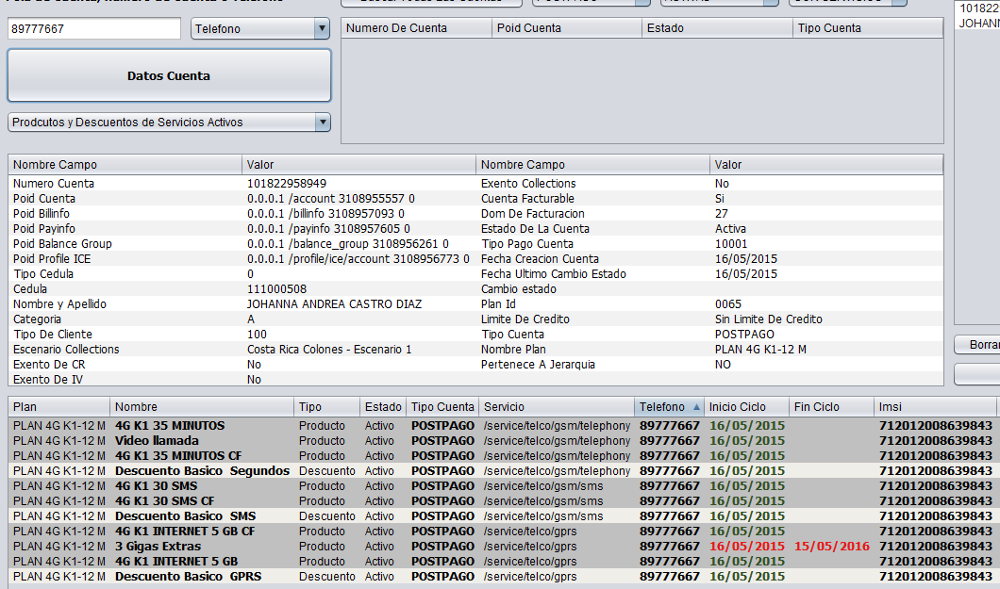 89777667 Telefono
Numero De Cuenta Poid Cuenta Estado Tipo Cuenta
Datos Cuenta
Prodcutos y Descuentos de Servicios Activos
101822
JOHANN
Borrar
Nombre Campo Valor Nombre Campo Valor
Numero Cuenta 101822958949 Exento Collections No
Poid Cuenta 0.0.0.1 /account 3108955557 0 Cuenta Facturable Si
Poid Billinfo 0.0.0.1 /billinfo 3108957093 0 Dom De Facturacion 27
Poid Payinfo 0.0.0.1 /payinfo 3108957605 0 Estado De La Cuenta Activa
Poid Balance Group 0.0.0.1 /balance_group 3108956261 0 Tipo Pago Cuenta 10001
Poid Profile ICE 0.0.0.1 /profile/ice/account 3108956773 0 Fecha Creacion Cuenta 16/05/2015
Tipo Cedula 0 Fecha Ultimo Cambio Estado 16/05/2015
Cedula 111000508 Cambio estado
Nombre y Apellido JOHANNA ANDREA CASTRO DIAZ Plan Id 0065
Categoria A Limite De Credito Sin Limite De Credito
Tipo De Cliente 100 Tipo Cuenta POSTPAGO
Escenario Collections Costa Rica Colones - Escenario 1 Nombre Plan PLAN 4G K1-12 M
Exento De CR No Pertenece A Jerarquia NO
Exento De IV No
Plan Nombre Tipo Estado Tipo Cuenta Servicio Telefono Inicio Ciclo Fin Ciclo Imsi
PLAN 4G K1-12 M 4G K1 35 MINUTOS Producto Activo POSTPAGO /service/telco/gsm/telephony 89777667 16/05/2015 712012008639843
PLAN 4G K1-12 M Video llamada Producto Activo POSTPAGO /service/telco/gsm/telephony 89777667 16/05/2015 712012008639843
PLAN 4G K1-12 M 4G K1 35 MINUTOS CF Producto Activo POSTPAGO /service/telco/gsm/telephony 89777667 16/05/2015 712012008639843
PLAN 4G K1-12 M Descuento Basico Segundos Descuento Activo POSTPAGO /service/telco/gsm/telephony 89777667 16/05/2015 712012008639843
PLAN 4G K1-12 M 4G K1 30 SMS Producto Activo POSTPAGO /service/telco/gsm/sms 89777667 16/05/2015 712012008639843
PLAN 4G K1-12 M 4G K1 30 SMS CF Producto Activo POSTPAGO /service/telco/gsm/sms 89777667 16/05/2015 712012008639843
PLAN 4G K1-12 M Descuento Basico SMS Descuento Activo POSTPAGO /service/telco/gsm/sms 89777667 16/05/2015 712012008639843
PLAN 4G K1-12 M 4G K1 INTERNET 5 GB CF Producto Activo POSTPAGO /service/telco/gprs 89777667 16/05/2015 712012008639843
PLAN 4G K1-12 M 3 Gigas Extras Producto Activo POSTPAGO /service/telco/gprs 89777667 16/05/2015 15/05/2016 712012008639843
PLAN 4G K1-12 M 4G K1 INTERNET 5 GB Producto Activo POSTPAGO /service/telco/gprs 89777667 16/05/2015 712012008639843
PLAN 4G K1-12 M Descuento Basico GPRS Descuento Activo POSTPAGO /service/telco/gprs 89777667 16/05/2015 712012008639843